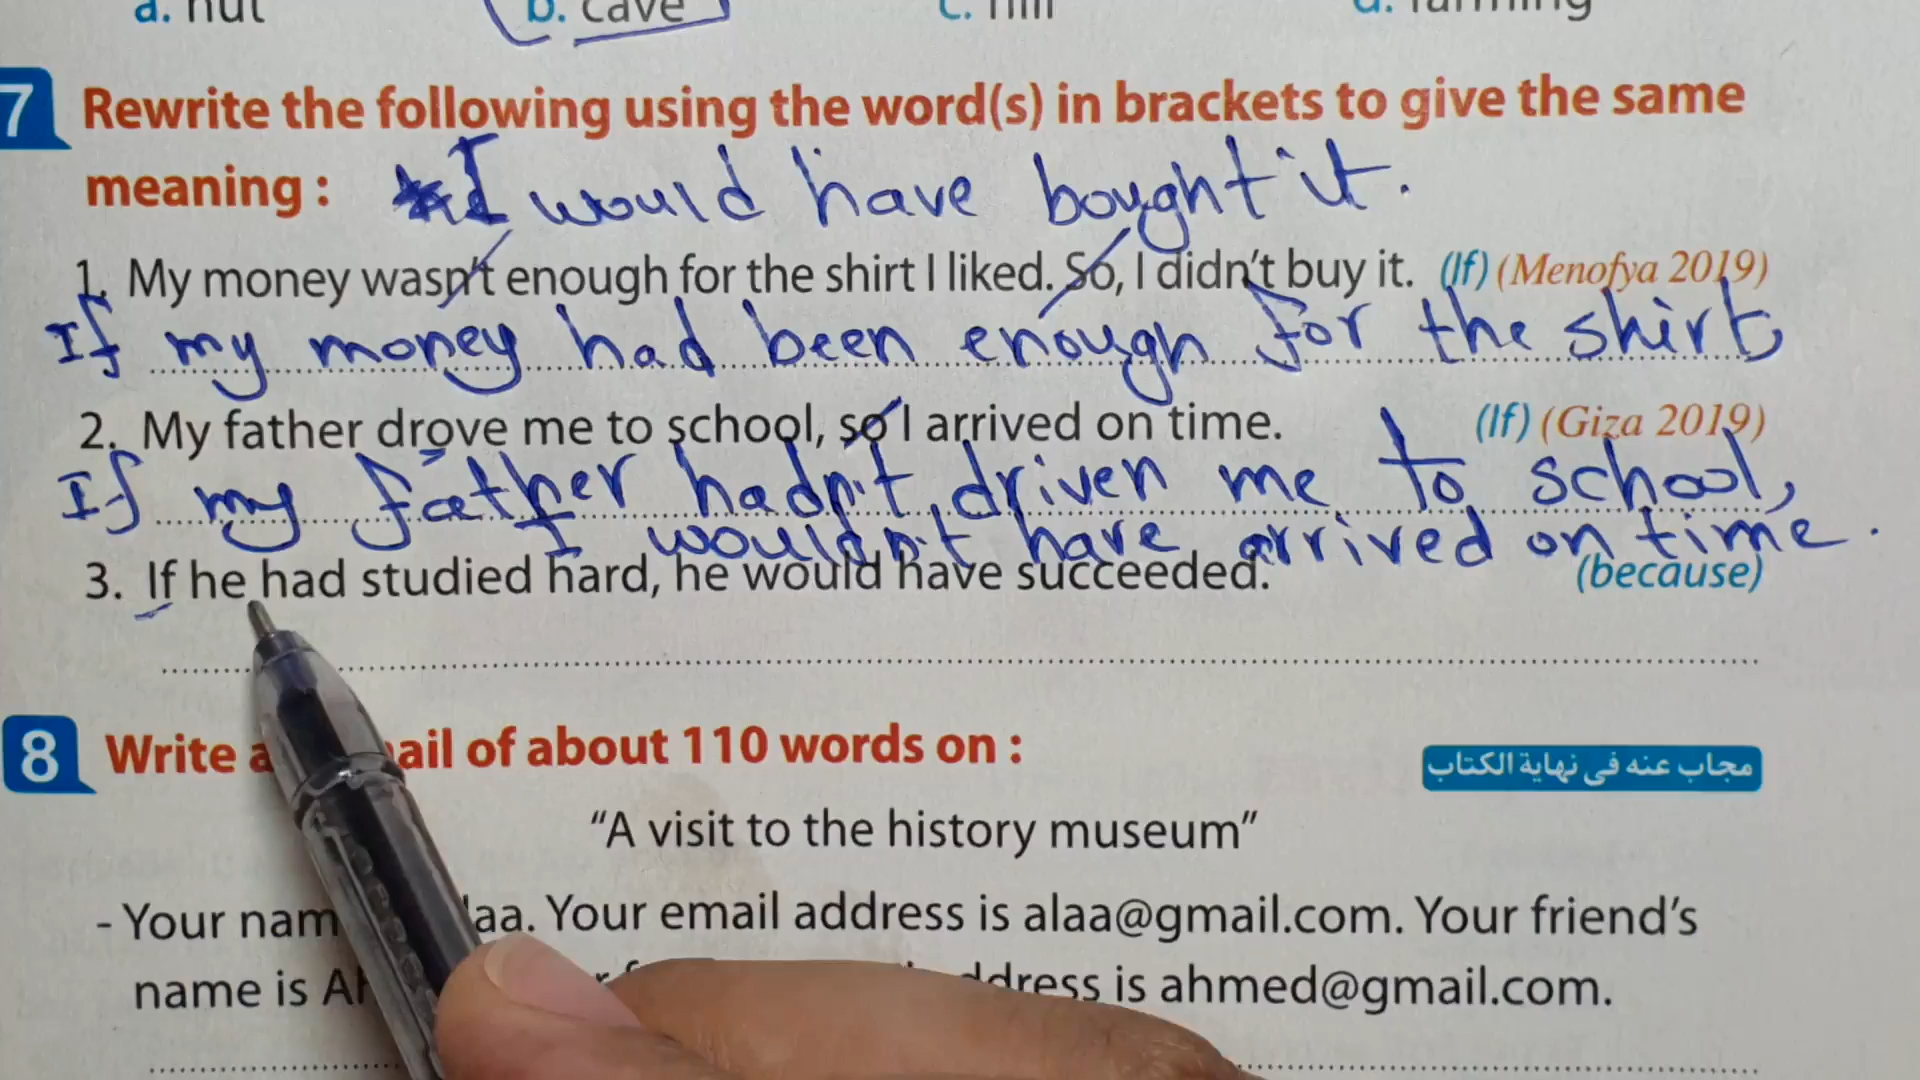 a. hut b. cave c. hill d. farming
7 Rewrite the following using the word(s) in brackets to give the same
meaning :
I would have bought it.
1. My money wasn't enough for the shirt I liked. So, I didn't buy it. (If) (Menofya 2019)
If my money had been enough for the shirt,
2. My father drove me to school, so I arrived on time. (If) (Giza 2019)
If my father hadn't driven me to school,
I wouldn't have arrived on time.
3. If he had studied hard, he would have succeeded. (because)
8 Write a ail of about 110 words on :
مجاب عنه فى نهاية الكتاب
“A visit to the history museum”
- Your nam laa. Your email address is alaa@gmail.com. Your friend’s
name is Ah dress is ahmed@gmail.com.